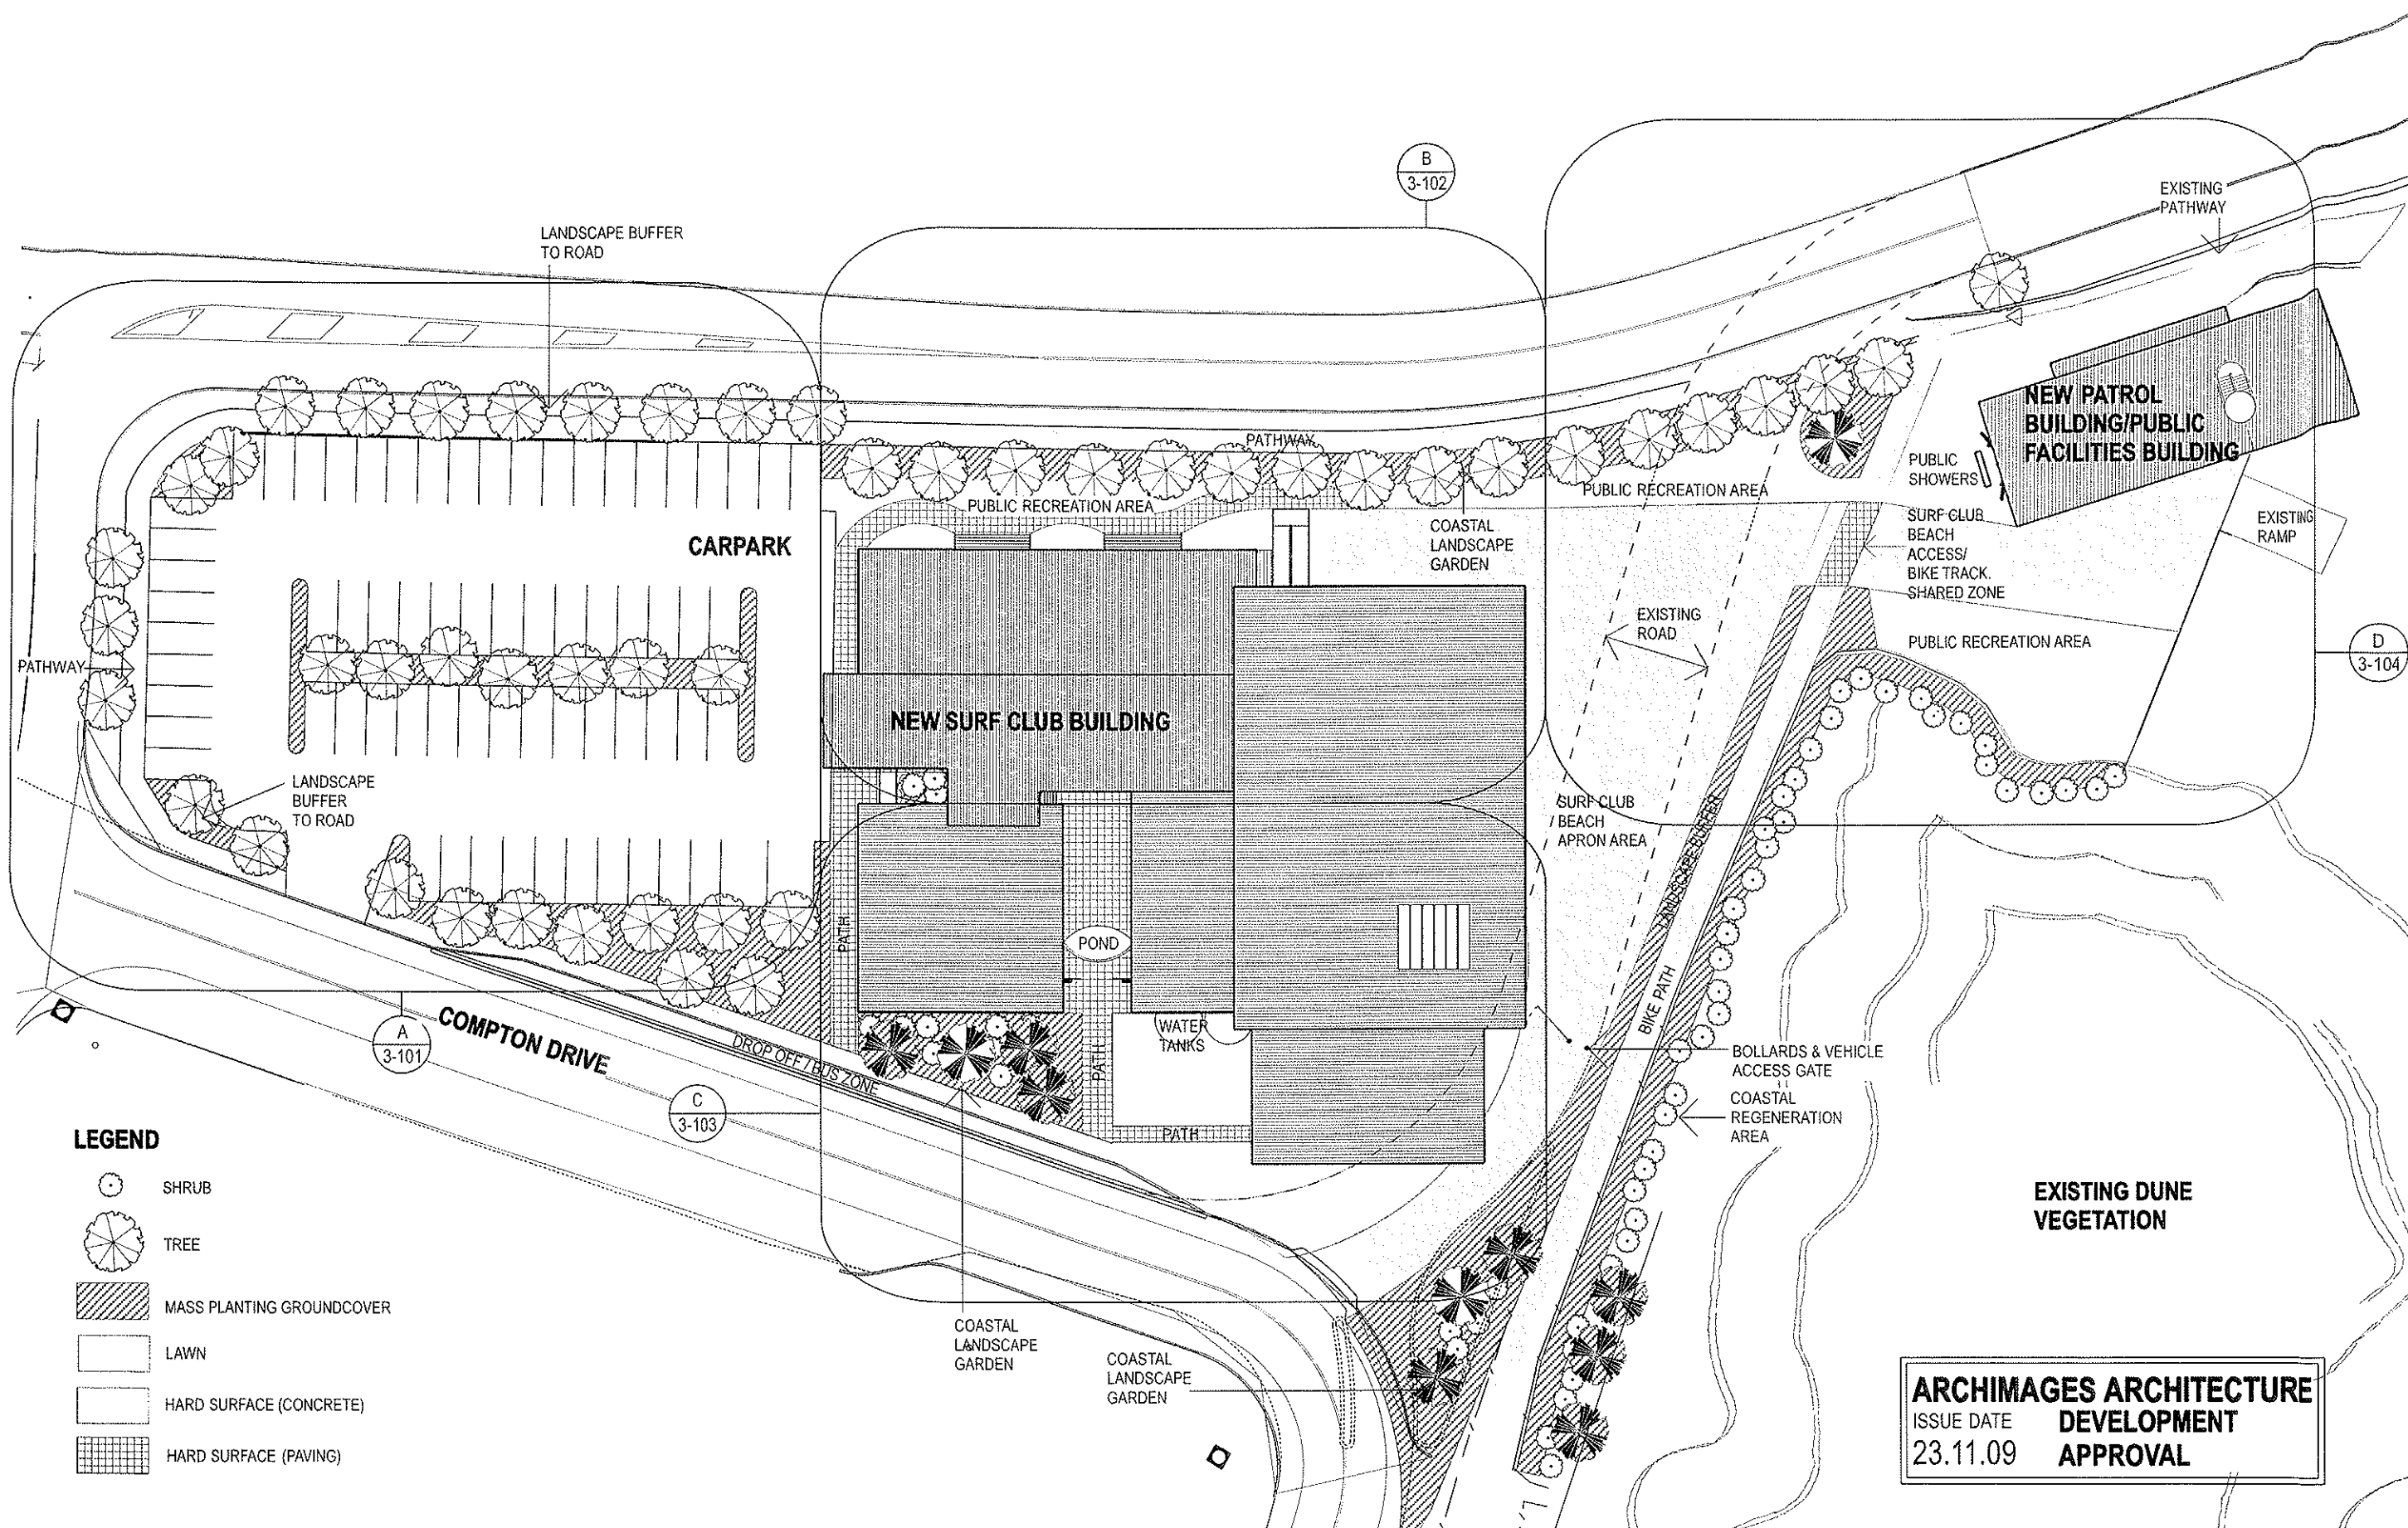 B
3-102
EXISTING
PATHWAY
LANDSCAPE BUFFER
TO ROAD
NEW PATROL
BUILDING/PUBLIC
FACILITIES BUILDING
PUBLIC
SHOWERS
PATHWAY
PUBLIC RECREATION AREA
PUBLIC RECREATION AREA
COASTAL
LANDSCAPE
GARDEN
SURF CLUB
BEACH
ACCESS/
BIKE TRACK.
SHARED ZONE
EXISTING
RAMP
CARPARK
EXISTING
ROAD
PUBLIC RECREATION AREA
D
3-104
PATHWAY
NEW SURF CLUB BUILDING
LANDSCAPE
BUFFER
TO ROAD
SURF CLUB
BEACH
APRON AREA
LANDSCAPE BUFFER
PATH
POND
BIKE PATH
A
3-101
COMPTON DRIVE
DROP OFF / BUS ZONE
WATER
TANKS
PATH
PATH
BOLLARDS & VEHICLE
ACCESS GATE
COASTAL
REGENERATION
AREA
C
3-103
LEGEND
SHRUB
TREE
MASS PLANTING GROUNDCOVER
LAWN
HARD SURFACE (CONCRETE)
HARD SURFACE (PAVING)
EXISTING DUNE
VEGETATION
COASTAL
LANDSCAPE
GARDEN
COASTAL
LANDSCAPE
GARDEN
ARCHIMAGES ARCHITECTURE
ISSUE DATE DEVELOPMENT
23.11.09 APPROVAL